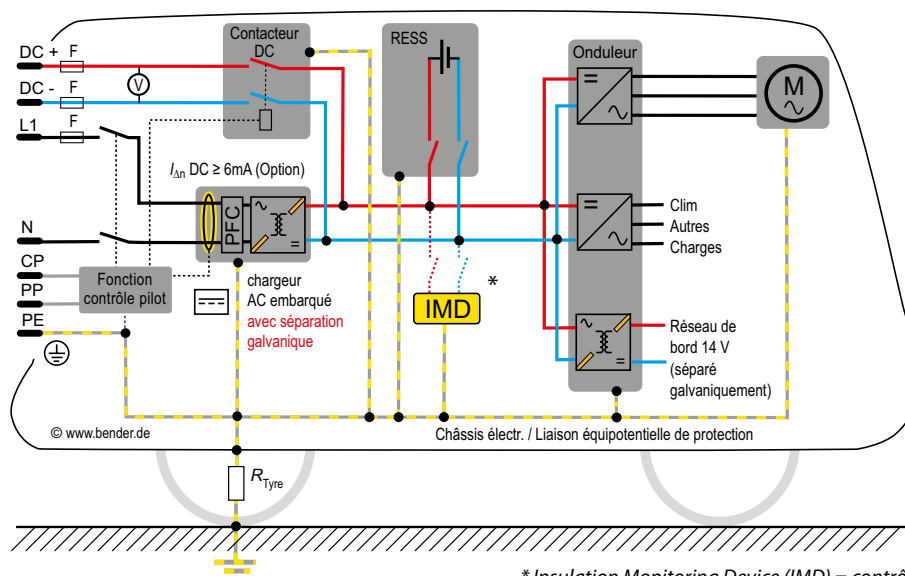 DC + F
DC - F
L1 F
V
Contacteur
DC
RESS
Onduleur
M
I∆n DC ≥ 6mA (Option)
PFC
N
CP
PP
PE
Fonction
contrôle pilot
chargeur
AC embarqué
avec séparation
galvanique
*
IMD
Clim
Autres
Charges
Réseau de
bord 14 V
(séparé
galvaniquement)
© www.bender.de
Châssis électr. / Liaison équipotentielle de protection
RTyre
* Insulation Monitoring Device (IMD) = contrô